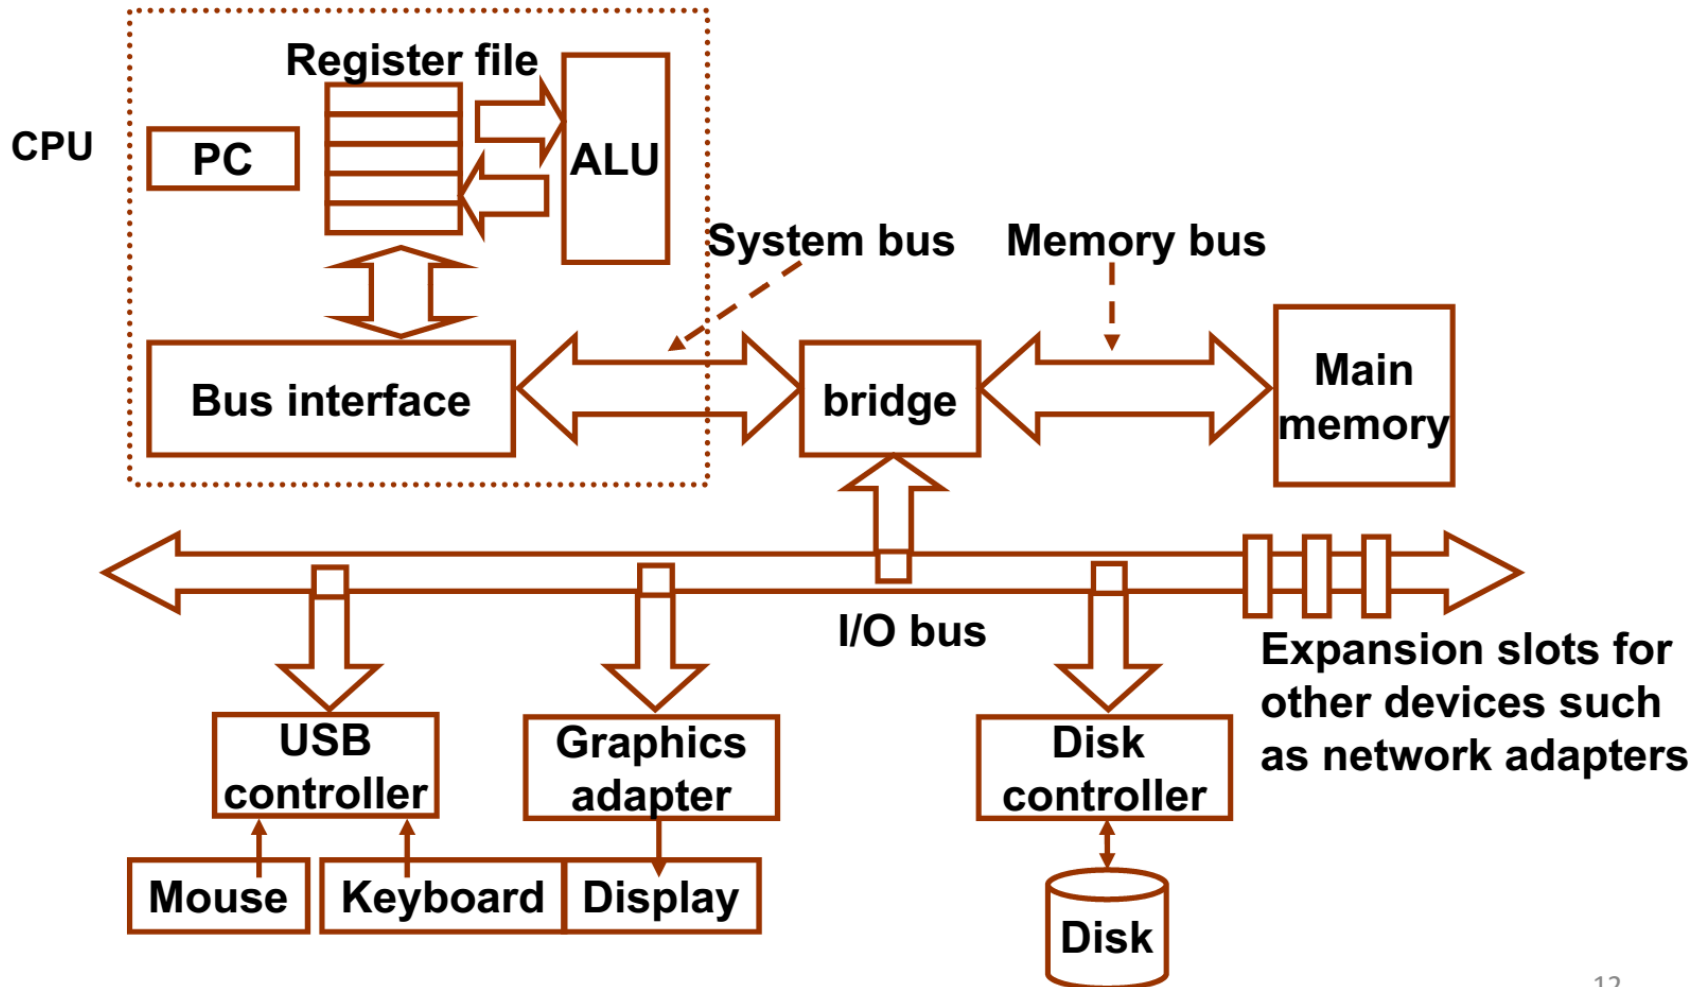 Register file
CPU
PC
ALU
System bus
Memory bus
Bus interface
bridge
Main
memory
I/O bus
Expansion slots for
other devices such
as network adapters
USB
controller
Graphics
adapter
Disk
controller
Mouse
Keyboard
Display
Disk
12